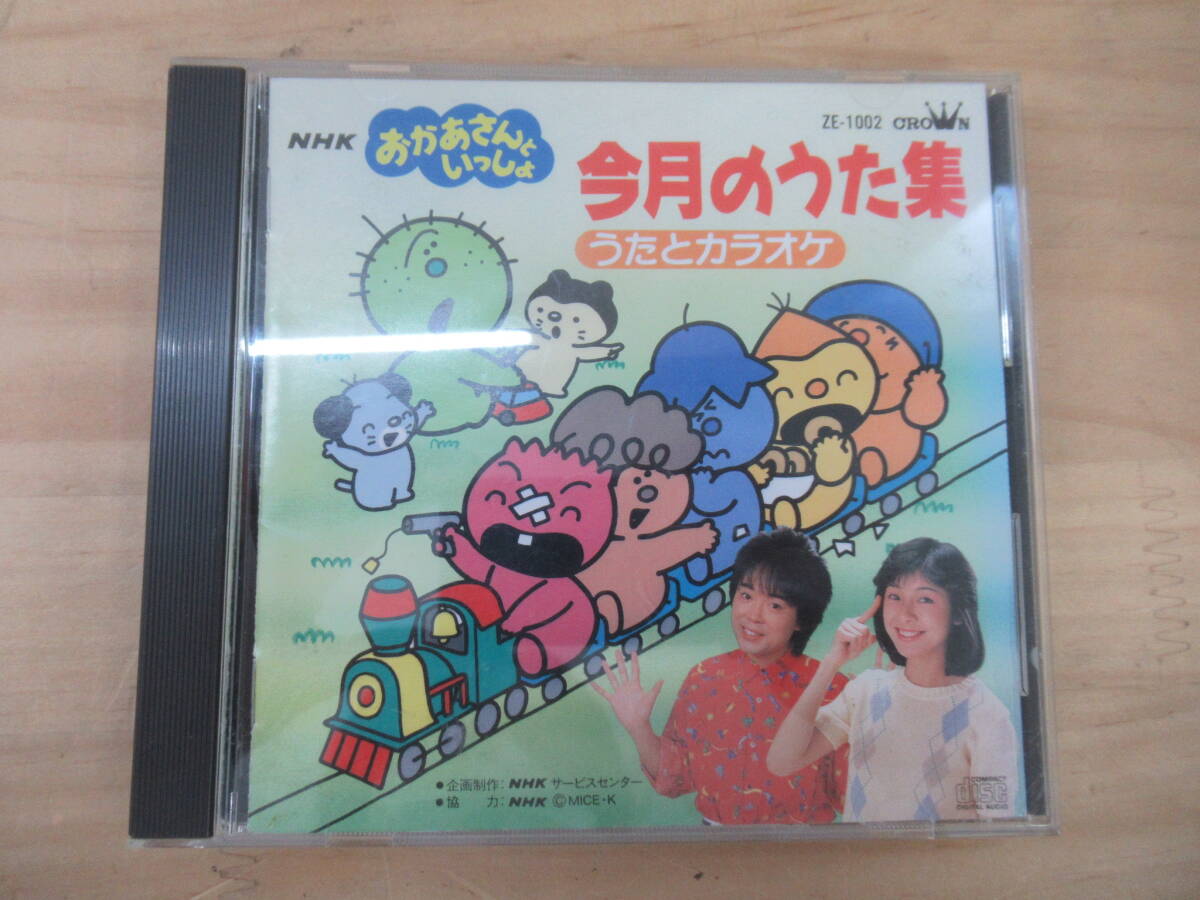 NHK
おかあさんと
いっしょ
ZE-1002 CROWN
今月のうた集
うたとカラオケ
●企画制作:NHK サービスセンター
●協 力:NHK ©MICE・K
COMPACT
disc
DIGITAL AUDIO